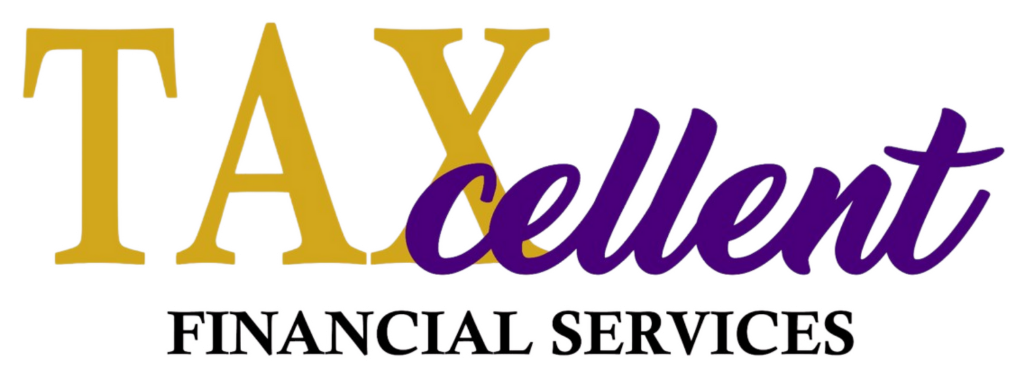 TAXcellent
FINANCIAL SERVICES